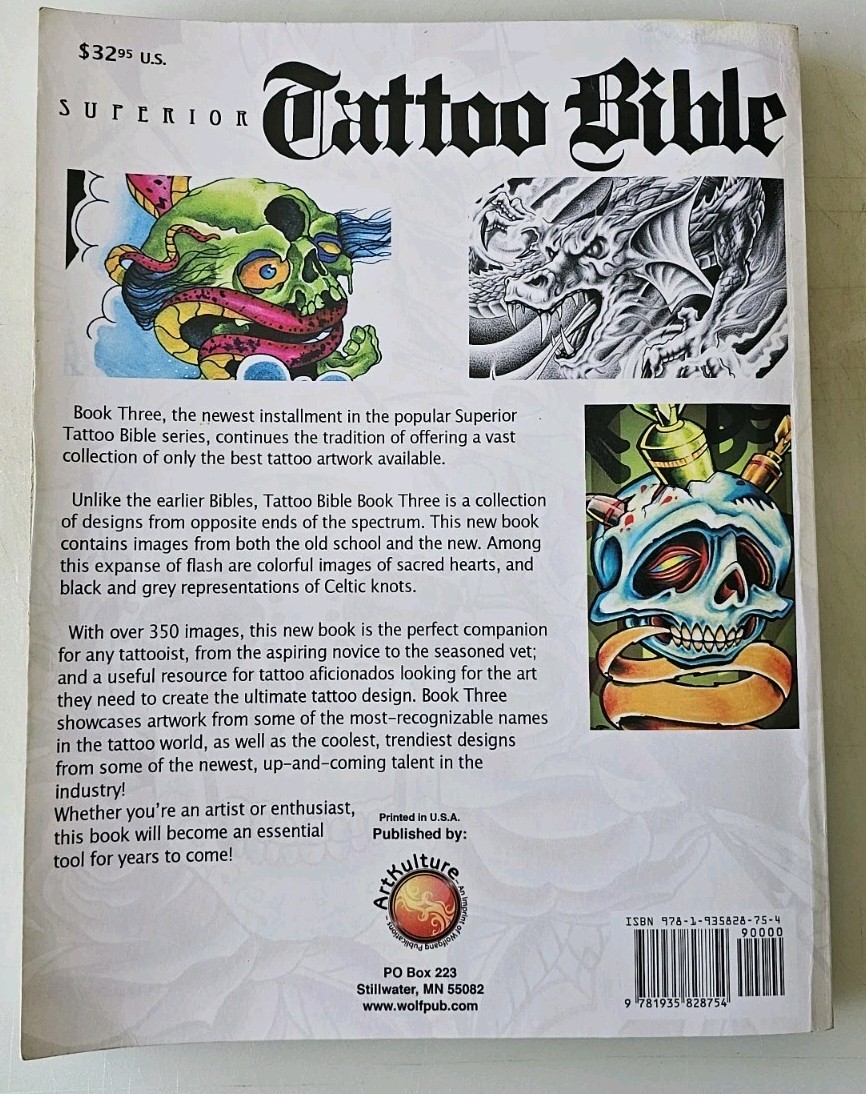 $32⁹⁵ U.S.
SUPERIOR Tattoo Bible
Book Three, the newest installment in the popular Superior
Tattoo Bible series, continues the tradition of offering a vast
collection of only the best tattoo artwork available.
Unlike the earlier Bibles, Tattoo Bible Book Three is a collection
of designs from opposite ends of the spectrum. This new book
contains images from both the old school and the new. Among
this expanse of flash are colorful images of sacred hearts, and
black and grey representations of Celtic knots.
With over 350 images, this new book is the perfect companion
for any tattooist, from the aspiring novice to the seasoned vet;
and a useful resource for tattoo aficionados looking for the art
they need to create the ultimate tattoo design. Book Three
showcases artwork from some of the most-recognizable names
in the tattoo world, as well as the coolest, trendiest designs
from some of the newest, up-and-coming talent in the
industry!
Whether you're an artist or enthusiast,
this book will become an essential
tool for years to come!
Printed in U.S.A.
Published by:
ArtKulture
- An Imprint of Wolfgang Publications -
PO Box 223
Stillwater, MN 55082
www.wolfpub.com
ISBN 978-1-935828-75-4
90000
9 781935 828754